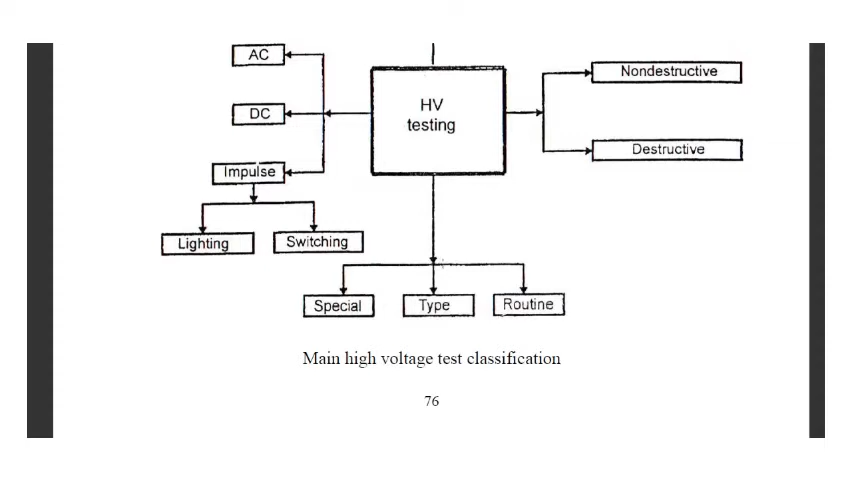 AC
HV
testing
Nondestructive
DC
Destructive
Impulse
Lighting
Switching
Special
Type
Routine
Main high voltage test classification
76